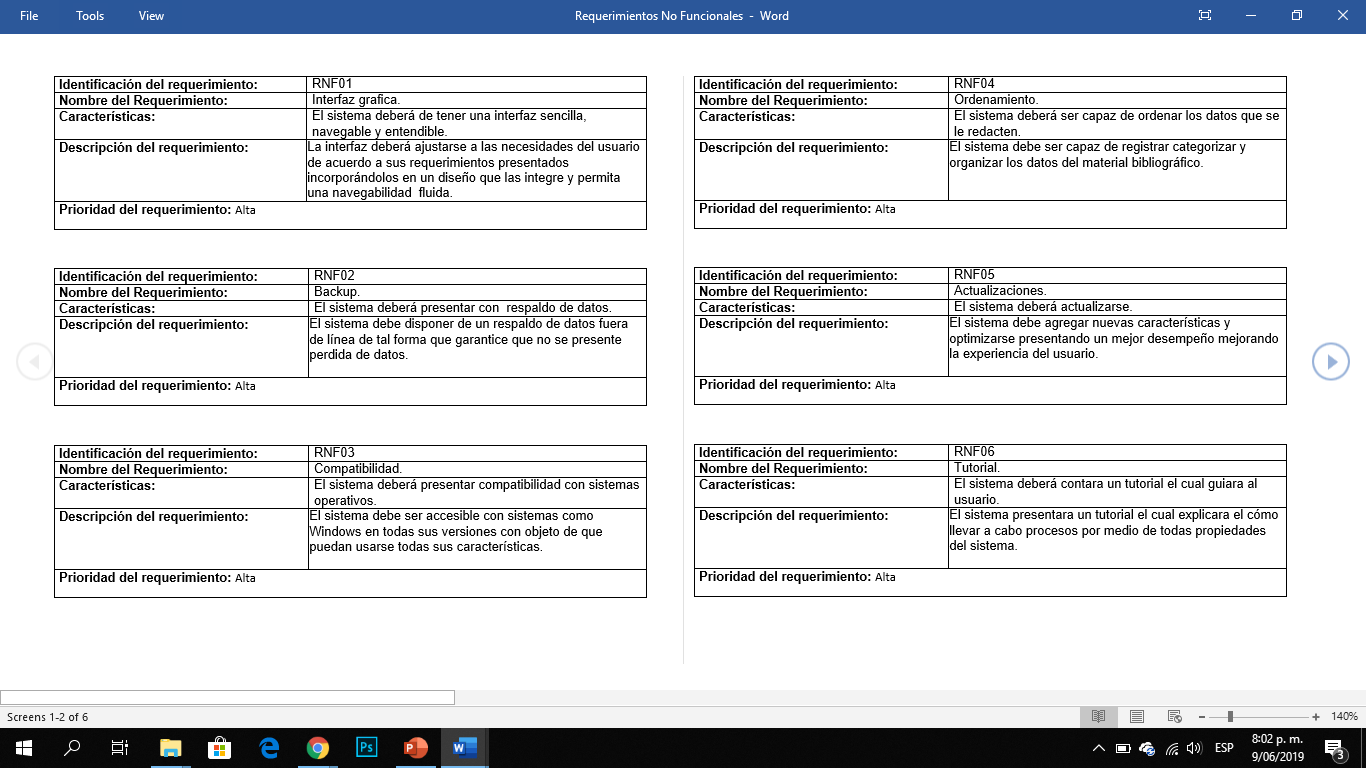 File Tools View Requerimientos No Funcionales - Word
Identificación del requerimiento: RNF01
Nombre del Requerimiento: Interfaz grafica.
Características: El sistema deberá de tener una interfaz sencilla,
navegable y entendible.
Descripción del requerimiento: La interfaz deberá ajustarse a las necesidades del usuario
de acuerdo a sus requerimientos presentados
incorporándolos en un diseño que las integre y permita
una navegabilidad fluida.
Prioridad del requerimiento: Alta
Identificación del requerimiento: RNF02
Nombre del Requerimiento: Backup.
Características: El sistema deberá presentar con respaldo de datos.
Descripción del requerimiento: El sistema debe disponer de un respaldo de datos fuera
de línea de tal forma que garantice que no se presente
perdida de datos.
Prioridad del requerimiento: Alta
Identificación del requerimiento: RNF03
Nombre del Requerimiento: Compatibilidad.
Características: El sistema deberá presentar compatibilidad con sistemas
operativos.
Descripción del requerimiento: El sistema debe ser accesible con sistemas como
Windows en todas sus versiones con objeto de que
puedan usarse todas sus características.
Prioridad del requerimiento: Alta
Identificación del requerimiento: RNF04
Nombre del Requerimiento: Ordenamiento.
Características: El sistema deberá ser capaz de ordenar los datos que se
le redacten.
Descripción del requerimiento: El sistema debe ser capaz de registrar categorizar y
organizar los datos del material bibliográfico.
Prioridad del requerimiento: Alta
Identificación del requerimiento: RNF05
Nombre del Requerimiento: Actualizaciones.
Características: El sistema deberá actualizarse.
Descripción del requerimiento: El sistema debe agregar nuevas características y
optimizarse presentando un mejor desempeño mejorando
la experiencia del usuario.
Prioridad del requerimiento: Alta
Identificación del requerimiento: RNF06
Nombre del Requerimiento: Tutorial.
Características: El sistema deberá contara un tutorial el cual guiara al
usuario.
Descripción del requerimiento: El sistema presentara un tutorial el cual explicara el cómo
llevar a cabo procesos por medio de todas propiedades
del sistema.
Prioridad del requerimiento: Alta
Screens 1-2 of 6 140%
Ps P W ESP 8:02 p. m.
9/06/2019 3